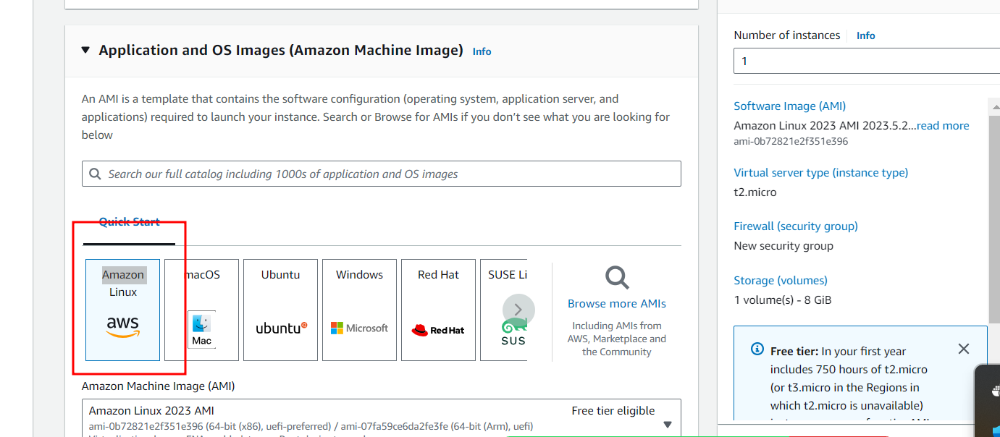 Application and OS Images (Amazon Machine Image) Info
An AMI is a template that contains the software configuration (operating system, application server, and
applications) required to launch your instance. Search or Browse for AMIs if you don’t see what you are looking for
below
Search our full catalog including 1000s of application and OS images
Quick Start
Amazon
Linux
aws
macOS
Mac
Ubuntu
ubuntu
Windows
Microsoft
Red Hat
Red Hat
SUSE Li
SUS
Browse more AMIs
Including AMIs from
AWS, Marketplace and
the Community
Amazon Machine Image (AMI)
Amazon Linux 2023 AMI
Free tier eligible
ami-0b72821e2f351e396 (64-bit (x86), uefi-preferred) / ami-07fa59ce6da2fe3fe (64-bit (Arm), uefi)
Number of instances Info
1
Software Image (AMI)
Amazon Linux 2023 AMI 2023.5.2...read more
ami-0b72821e2f351e396
Virtual server type (instance type)
t2.micro
Firewall (security group)
New security group
Storage (volumes)
1 volume(s) - 8 GiB
Free tier: In your first year
includes 750 hours of t2.micro
(or t3.micro in the Regions in
which t2.micro is unavailable)